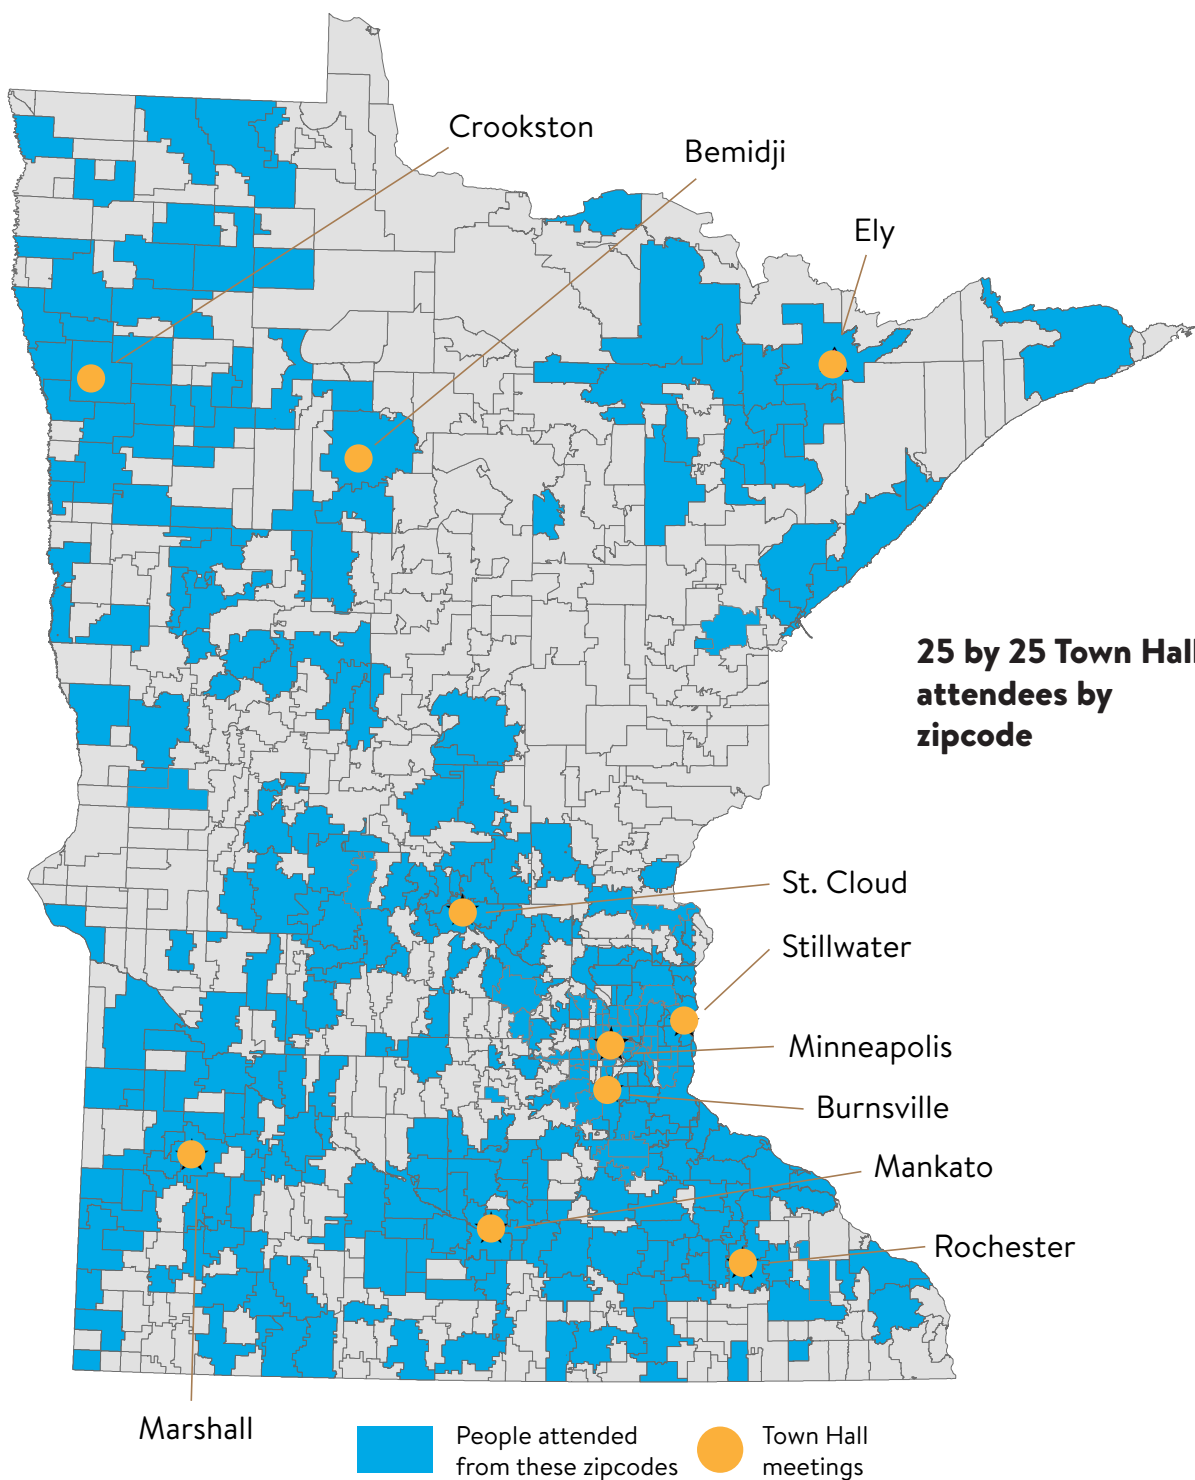 Crookston
Bemidji
Ely
25 by 25 Town Hall
attendees by
zipcode
St. Cloud
Stillwater
Minneapolis
Burnsville
Mankato
Rochester
Marshall
People attended
from these zipcodes
Town Hall
meetings